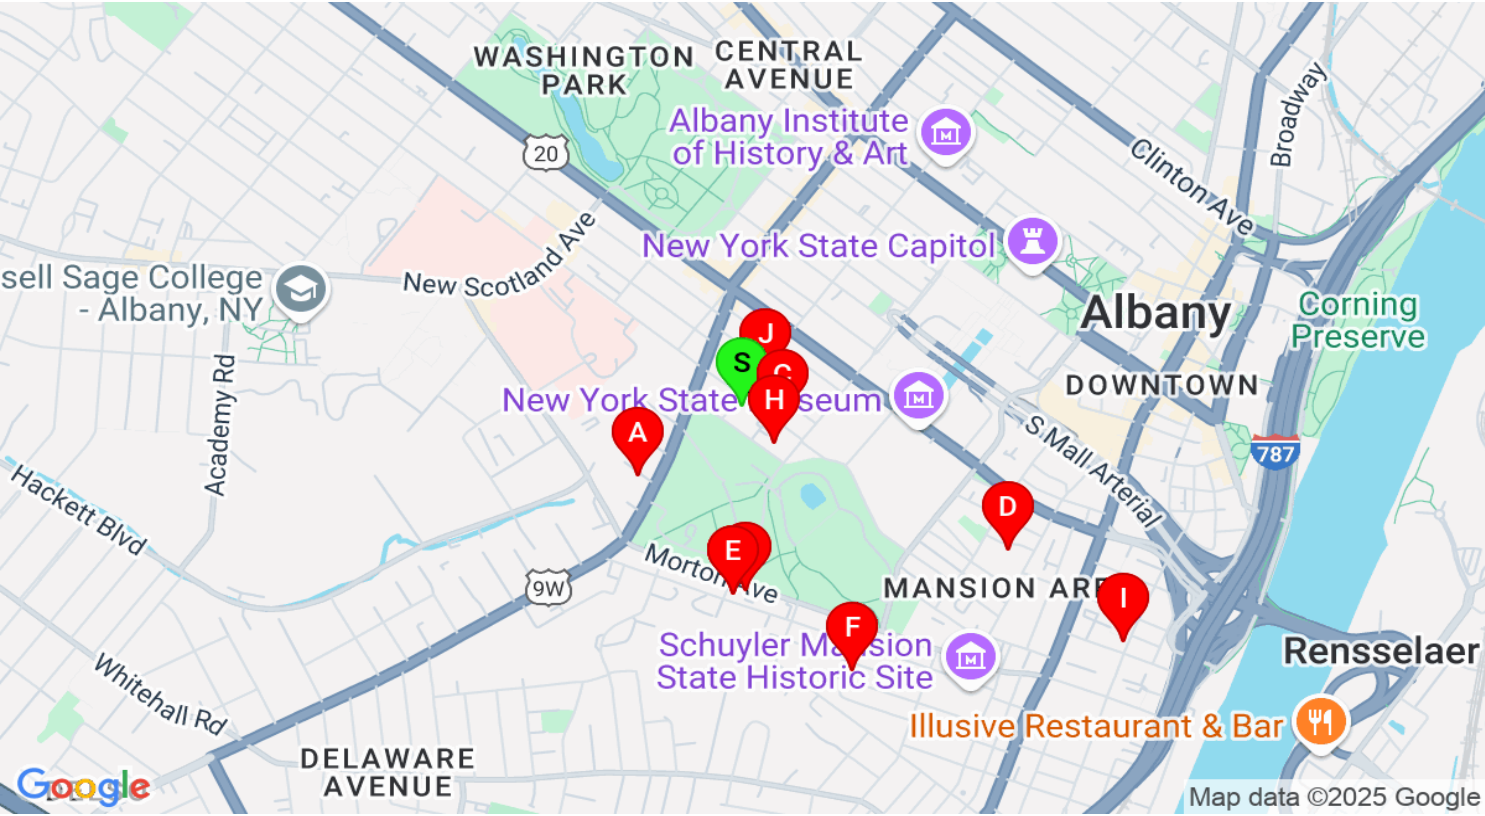 WASHINGTON
PARK
CENTRAL
AVENUE
Albany Institute
of History & Art
20
Clinton Ave
Broadway
New York State Capitol
New Scotland Ave
sell Sage College
- Albany, NY
Albany
Corning
Preserve
J
S
New York State
seum
H
DOWNTOWN
Academy Rd
A
S Mall Arterial
787
Hackett Blvd
D
E
Morton Ave
9W
MANSION ARE
I
F
Schuyler Mansion
State Historic Site
Rensselaer
Whitehall Rd
Illusive Restaurant & Bar
DELAWARE
AVENUE
Google
Map data ©2025 Google